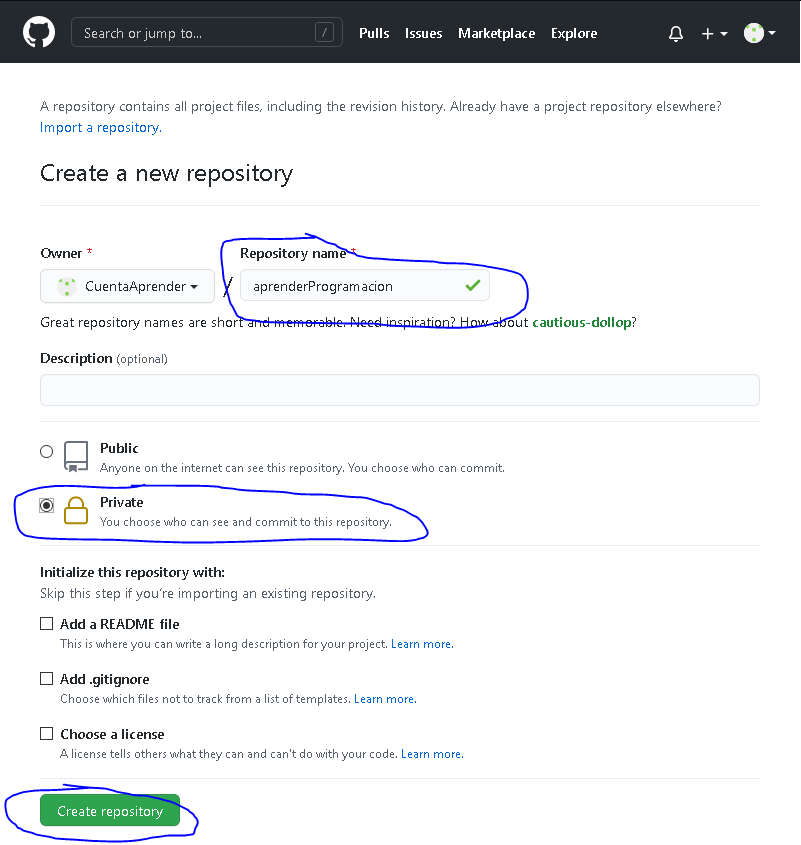 Search or jump to... /
Pulls Issues Marketplace Explore
A repository contains all project files, including the revision history. Already have a project repository elsewhere?
Import a repository.
Create a new repository
Owner * Repository name *
CuentaAprender / aprenderProgramacion
Great repository names are short and memorable. Need inspiration? How about cautious-dollop?
Description (optional)
Public
Anyone on the internet can see this repository. You choose who can commit.
Private
You choose who can see and commit to this repository.
Initialize this repository with:
Skip this step if you're importing an existing repository.
Add a README file
This is where you can write a long description for your project. Learn more.
Add .gitignore
Choose which files not to track from a list of templates. Learn more.
Choose a license
A license tells others what they can and can't do with your code. Learn more.
Create repository